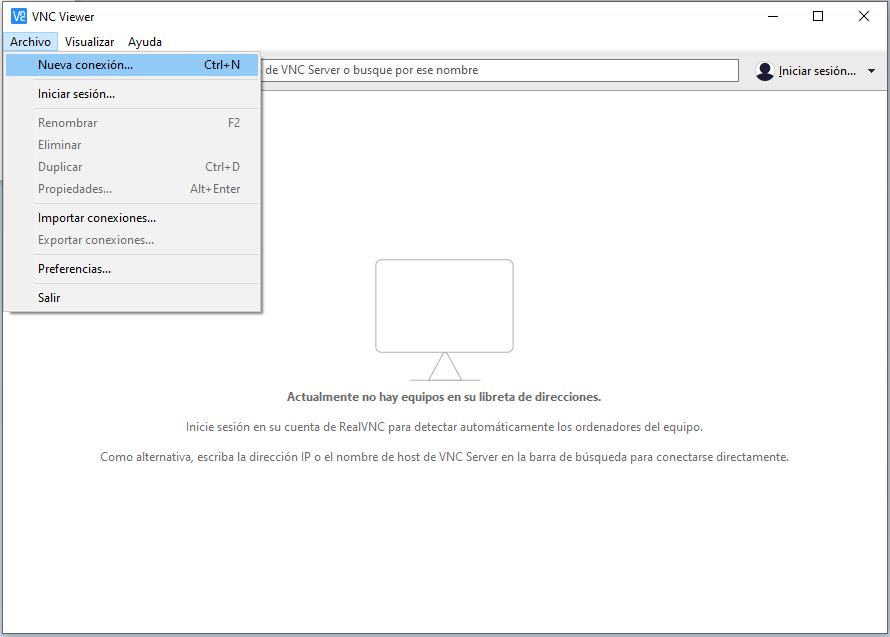 VNC Viewer
Archivo Visualizar Ayuda
de VNC Server o busque por ese nombre
Iniciar sesión...
Nueva conexión... Ctrl+N
Iniciar sesión...
Renombrar F2
Eliminar
Duplicar Ctrl+D
Propiedades... Alt+Enter
Importar conexiones...
Exportar conexiones...
Preferencias...
Salir
Actualmente no hay equipos en su libreta de direcciones.
Inicie sesión en su cuenta de RealVNC para detectar automáticamente los ordenadores del equipo.
Como alternativa, escriba la dirección IP o el nombre de host de VNC Server en la barra de búsqueda para conectarse directamente.